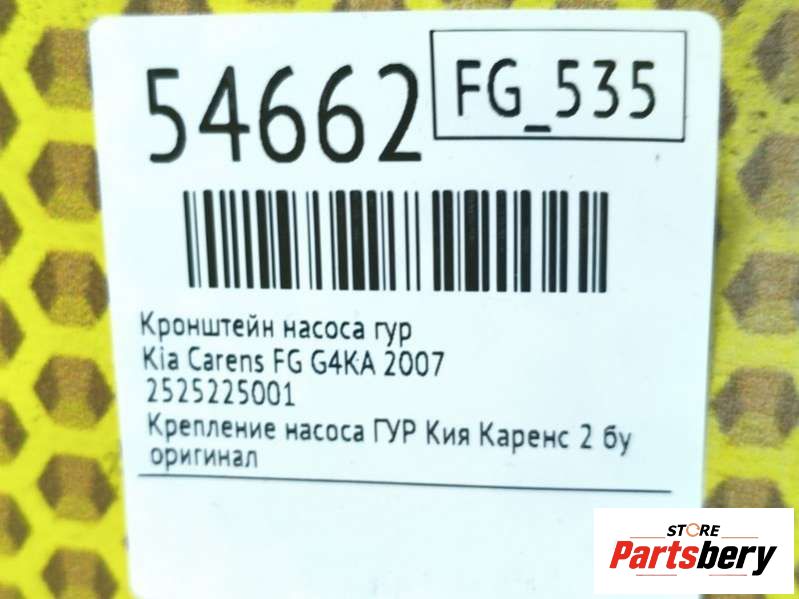 54662
FG_535
Кронштейн насоса гур
Kia Carens FG G4KA 2007
2525225001
Крепление насоса ГУР Кия Каренс 2 бу
оригинал
STORE
Partsbery